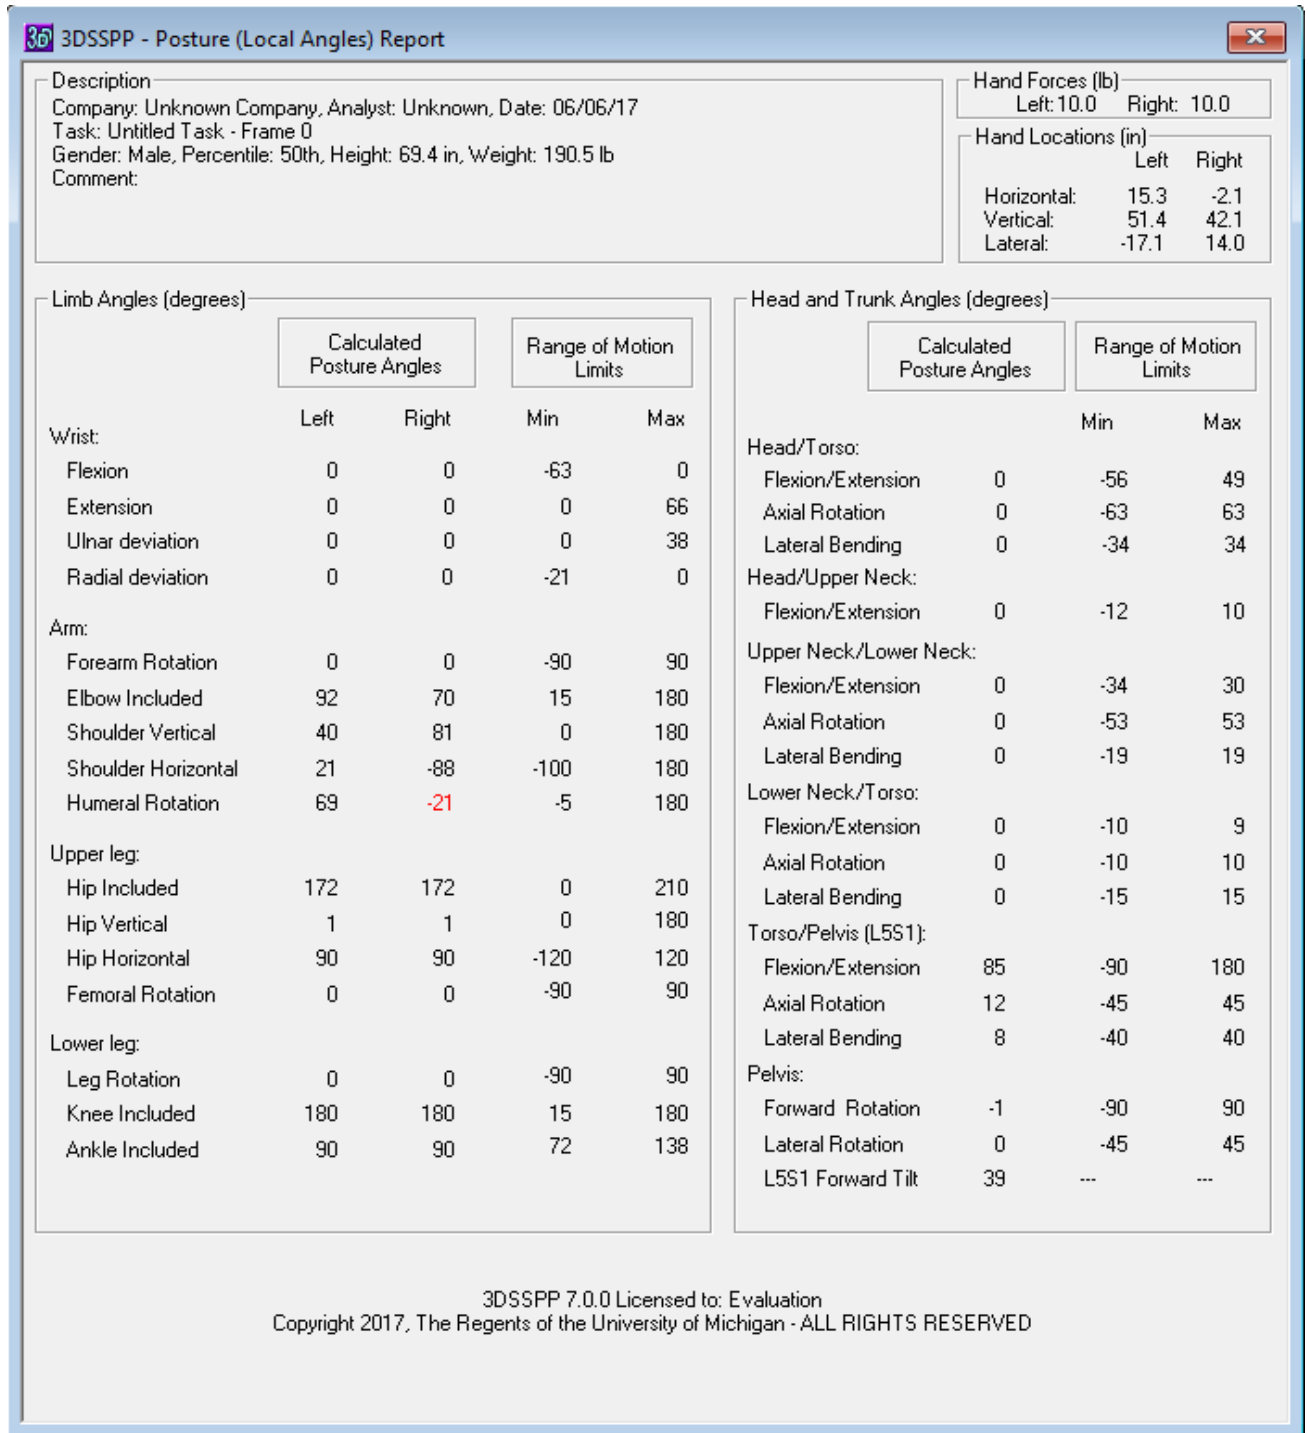 3DSSPP - Posture (Local Angles) Report
Description
Company: Unknown Company, Analyst: Unknown, Date: 06/06/17
Task: Untitled Task - Frame 0
Gender: Male, Percentile: 50th, Height: 69.4 in, Weight: 190.5 lb
Comment:
Hand Forces (lb)
Left: 10.0 Right: 10.0
Hand Locations (in)
Left Right
Horizontal: 15.3 -2.1
Vertical: 51.4 42.1
Lateral: -17.1 14.0
Limb Angles (degrees)
Calculated Posture Angles Range of Motion Limits
Left Right Min Max
Wrist:
Flexion 0 0 -63 0
Extension 0 0 0 66
Ulnar deviation 0 0 0 38
Radial deviation 0 0 -21 0
Arm:
Forearm Rotation 0 0 -90 90
Elbow Included 92 70 15 180
Shoulder Vertical 40 81 0 180
Shoulder Horizontal 21 -88 -100 180
Humeral Rotation 69 -21 -5 180
Upper leg:
Hip Included 172 172 0 210
Hip Vertical 1 1 0 180
Hip Horizontal 90 90 -120 120
Femoral Rotation 0 0 -90 90
Lower leg:
Leg Rotation 0 0 -90 90
Knee Included 180 180 15 180
Ankle Included 90 90 72 138
Head and Trunk Angles (degrees)
Calculated Posture Angles Range of Motion Limits
Min Max
Head/Torso:
Flexion/Extension 0 -56 49
Axial Rotation 0 -63 63
Lateral Bending 0 -34 34
Head/Upper Neck:
Flexion/Extension 0 -12 10
Upper Neck/Lower Neck:
Flexion/Extension 0 -34 30
Axial Rotation 0 -53 53
Lateral Bending 0 -19 19
Lower Neck/Torso:
Flexion/Extension 0 -10 9
Axial Rotation 0 -10 10
Lateral Bending 0 -15 15
Torso/Pelvis (L5S1):
Flexion/Extension 85 -90 180
Axial Rotation 12 -45 45
Lateral Bending 8 -40 40
Pelvis:
Forward Rotation -1 -90 90
Lateral Rotation 0 -45 45
L5S1 Forward Tilt 39 --- ---
3DSSPP 7.0.0 Licensed to: Evaluation
Copyright 2017, The Regents of the University of Michigan - ALL RIGHTS RESERVED